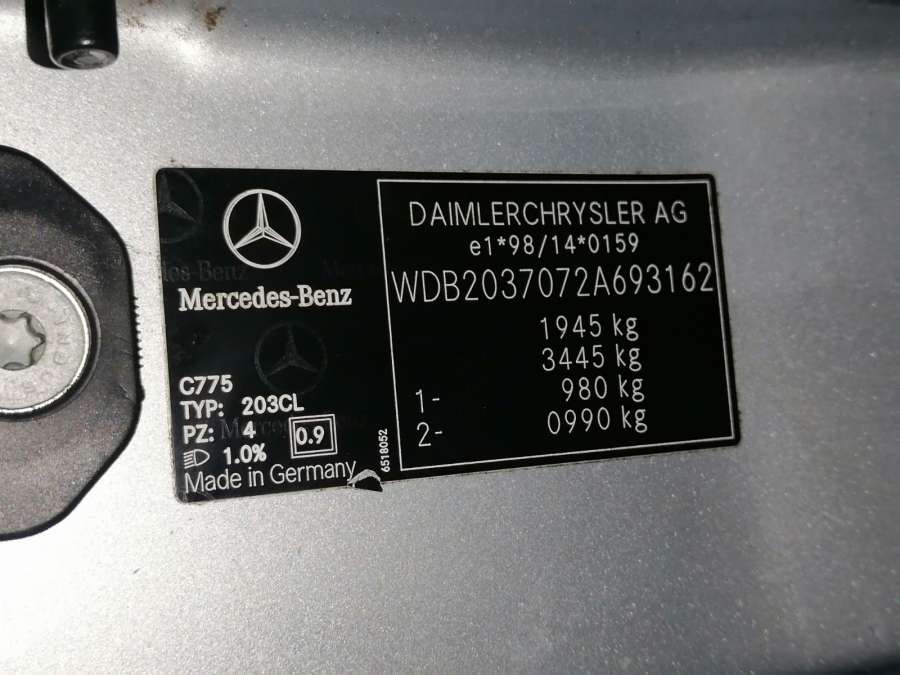 Mercedes-Benz
C775
TYP: 203CL
PZ: 4
0.9
1.0%
Made in Germany
6518052
DAIMLERCHRYSLER AG
e1*98/14*0159
WDB2037072A693162
1945 kg
3445 kg
1- 980 kg
2- 0990 kg